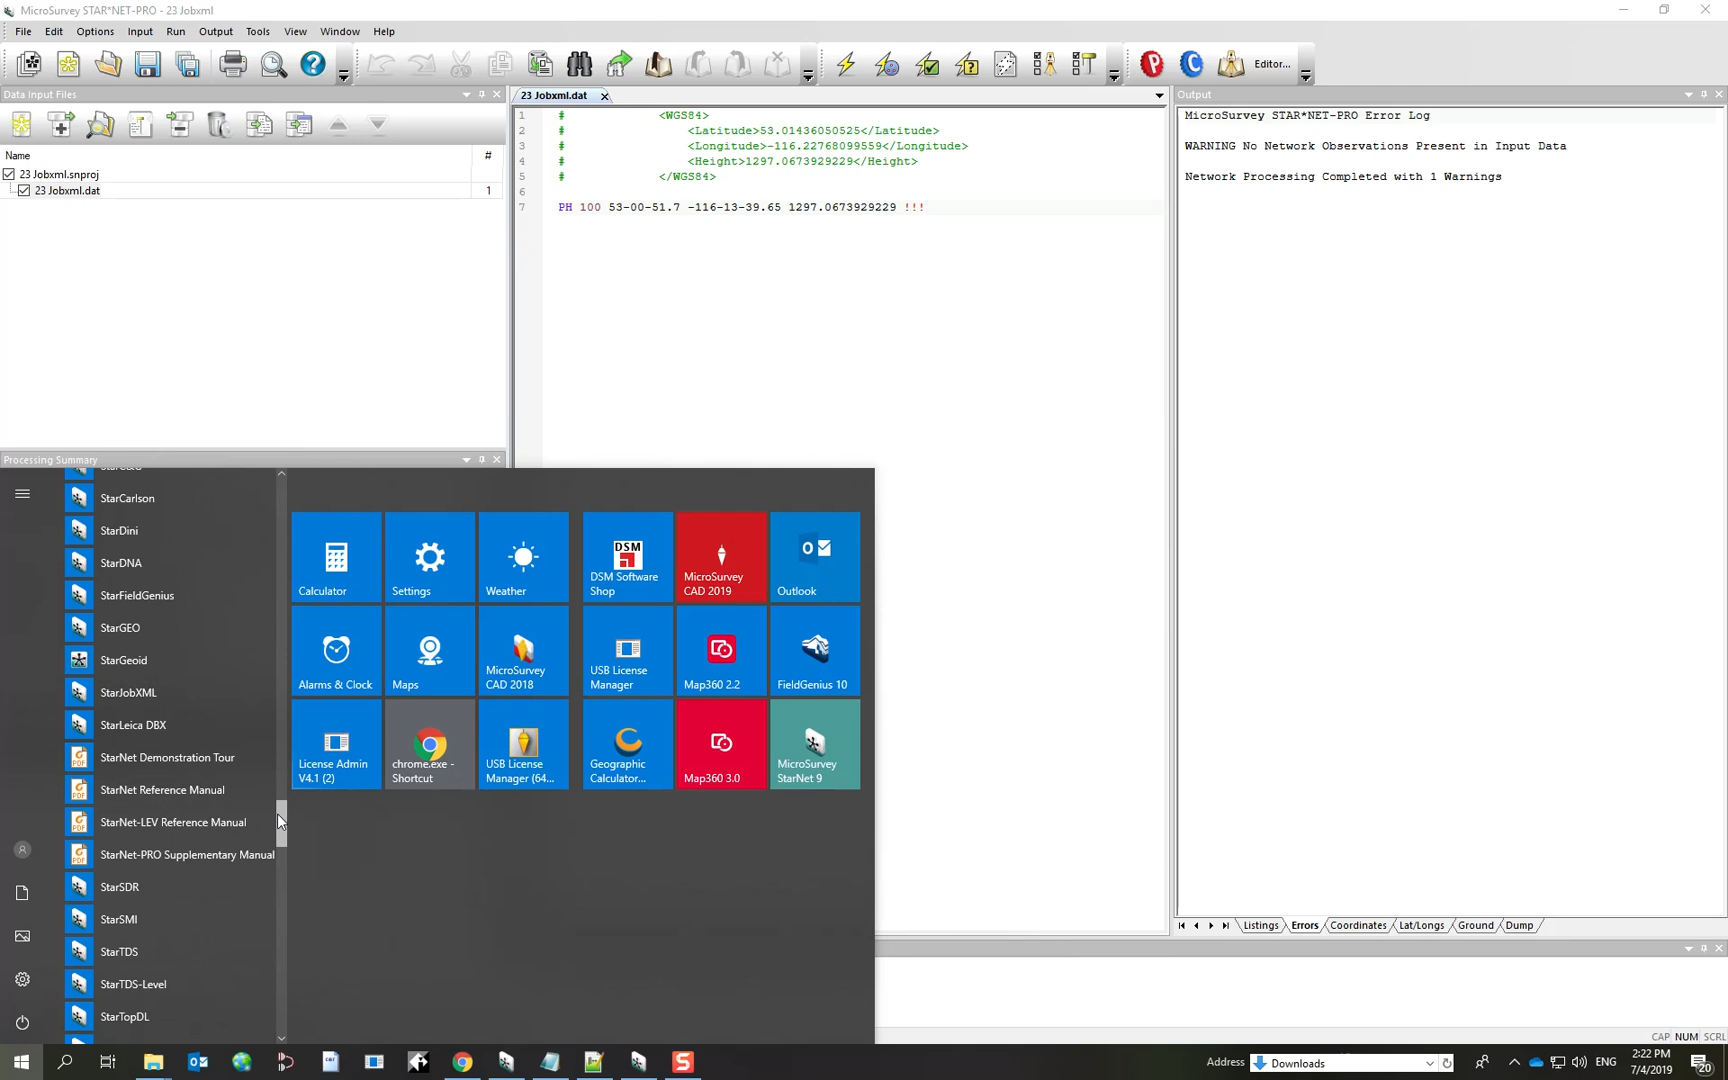 MicroSurvey STAR*NET-PRO - 23 Jobxml
File Edit Options Input Run Output Tools View Window Help
Editor...
Data Input Files
Name #
23 Jobxml.snproj
23 Jobxml.dat 1
23 Jobxml.dat
1 # <WGS84>
2 # <Latitude>53.01436050525</Latitude>
3 # <Longitude>-116.22768099559</Longitude>
4 # <Height>1297.0673929229</Height>
5 # </WGS84>
6
7 PH 100 53-00-51.7 -116-13-39.65 1297.0673929229 !!!
Output
MicroSurvey STAR*NET-PRO Error Log
WARNING No Network Observations Present in Input Data
Network Processing Completed with 1 Warnings
Processing Summary
StarCarlson
StarDini
StarDNA
StarFieldGenius
StarGEO
StarGeoid
StarJobXML
StarLeica DBX
StarNet Demonstration Tour
StarNet Reference Manual
StarNet-LEV Reference Manual
StarNet-PRO Supplementary Manual
StarSDR
StarSMI
StarTDS
StarTDS-Level
StarTopDL
Calculator
Settings
Weather
DSM
DSM Software
Shop
MicroSurvey
CAD 2019
Outlook
Alarms & Clock
Maps
MicroSurvey
CAD 2018
USB License
Manager
Map360 2.2
FieldGenius 10
License Admin
V4.1 (2)
chrome.exe -
Shortcut
USB License
Manager (64...
Geographic
Calculator...
Map360 3.0
MicroSurvey
StarNet 9
Listings Errors Coordinates Lat/Longs Ground Dump
CAP NUM SCRL
Address Downloads
ENG
2:22 PM
7/4/2019
20